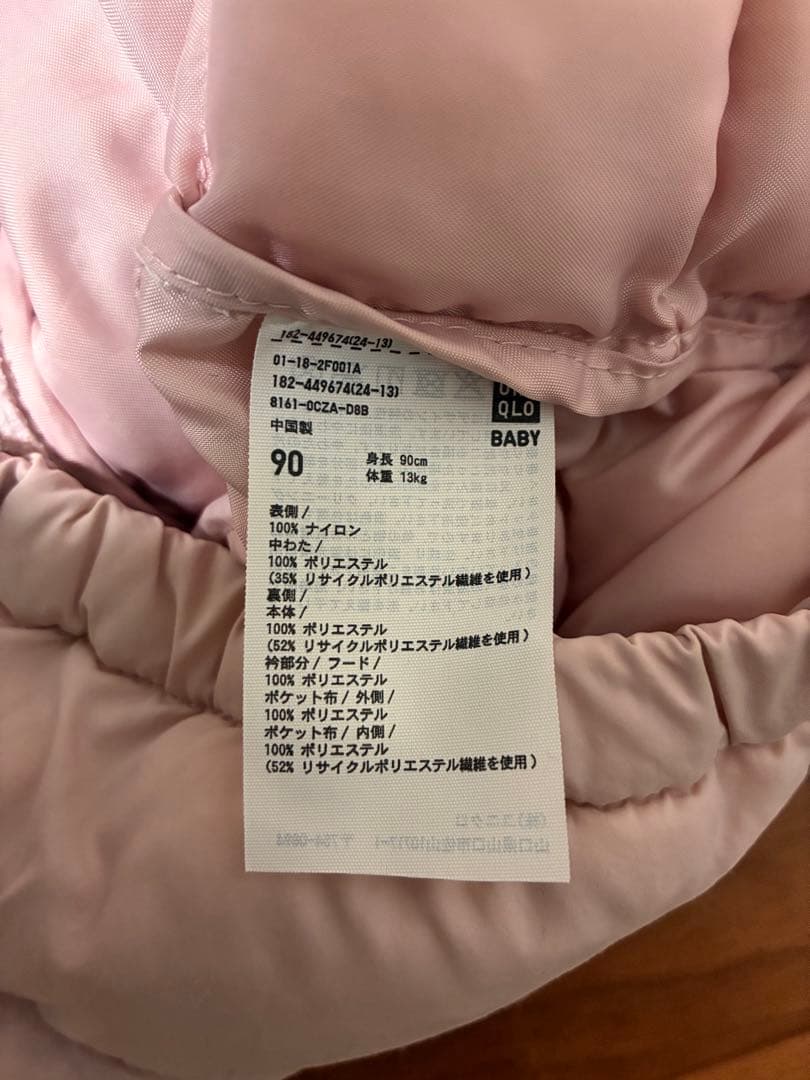 182-449674(24-13)
01-18-2F001A
182-449674(24-13)
8161-0CZA-D8B
中国製
QLO
BABY
90
身長 90cm
体重 13kg
表側/
100% ナイロン
中わた/
100% ポリエステル
(35% リサイクルポリエステル繊維を使用)
裏側/
本体/
100% ポリエステル
(52% リサイクルポリエステル繊維を使用)
衿部分/ フード/
100% ポリエステル
ポケット布/ 外側/
100% ポリエステル
ポケット布/ 内側/
100% ポリエステル
(52% リサイクルポリエステル繊維を使用)
(株)ユニクロ